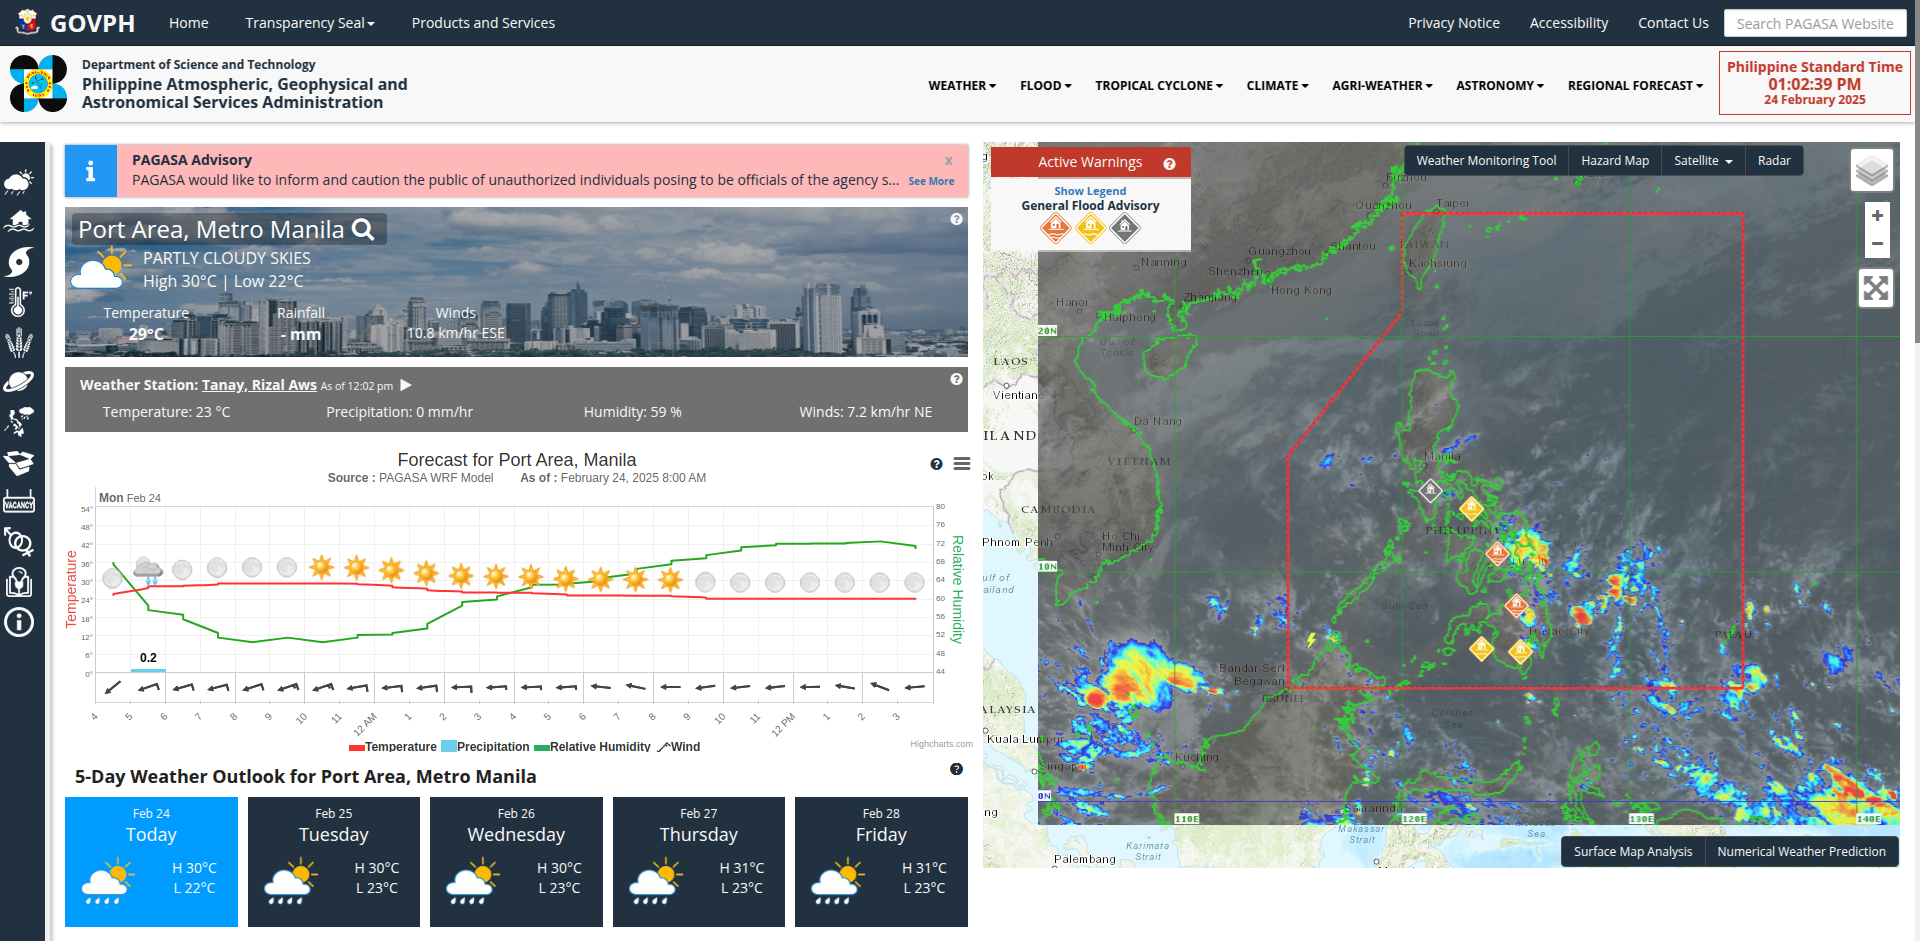 GOVPH
Home
Transparency Seal
Products and Services
Privacy Notice
Accessibility
Contact Us
Search PAGASA Website
Department of Science and Technology
Philippine Atmospheric, Geophysical and
Astronomical Services Administration
WEATHER
FLOOD
TROPICAL CYCLONE
CLIMATE
AGRI-WEATHER
ASTRONOMY
REGIONAL FORECAST
Philippine Standard Time
01:02:39 PM
24 February 2025
VACANCY
PAGASA Advisory
x
PAGASA would like to inform and caution the public of unauthorized individuals posing to be officials of the agency s... See More
Port Area, Metro Manila
PARTLY CLOUDY SKIES
High 30°C | Low 22°C
Temperature
29°C
Rainfall
- mm
Winds
10.8 km/hr ESE
Weather Station: Tanay, Rizal Aws As of 12:02 pm
Temperature: 23 °C
Precipitation: 0 mm/hr
Humidity: 59 %
Winds: 7.2 km/hr NE
Forecast for Port Area, Manila
Source : PAGASA WRF Model As of : February 24, 2025 8:00 AM
Mon Feb 24
54°
48°
42°
36°
30°
24°
18°
12°
6°
0°
Temperature
80
76
72
68
64
60
56
52
48
44
Relative Humidity
0.2
4 5 6 7 8 9 10 11 12 AM 1 2 3 4 5 6 7 8 9 10 11 12 PM 1 2 3
Temperature Precipitation Relative Humidity Wind
Highcharts.com
5-Day Weather Outlook for Port Area, Metro Manila
Feb 24
Today
H 30°C
L 22°C
Feb 25
Tuesday
H 30°C
L 23°C
Feb 26
Wednesday
H 30°C
L 23°C
Feb 27
Thursday
H 31°C
L 23°C
Feb 28
Friday
H 31°C
L 23°C
Active Warnings
Show Legend
General Flood Advisory
Weather Monitoring Tool
Hazard Map
Satellite
Radar
+
−
Fuzhou
Quanzhou
Taipei
TAIWAN
Kaohsiung
Shantou
Guangzhou
Shenzhen
Hong Kong
Nanning
Zhanjiang
Hanoi
Haiphong
Gulf of
Tonkin
Luzon
Strait
20N
LAOS
Vientiane
Da Nang
ILAND
VIETNAM
Manila
ok
CAMBODIA
PHILIPPINE
Ho Chi
Minh City
Phnom Penh
10N
ulf of
ailand
Sulu Sea
Davao City
PALAU
Bandar Seri
Begawan
BRUNEI
ALAYSIA
Celebes
Sea
Kuala Lumpur
Kuching
Singapo
0N
Samarinda
ng
110E
120E
130E
140E
Makassar
Strait
Karimata
Strait
Sea
Palembang
Surface Map Analysis
Numerical Weather Prediction